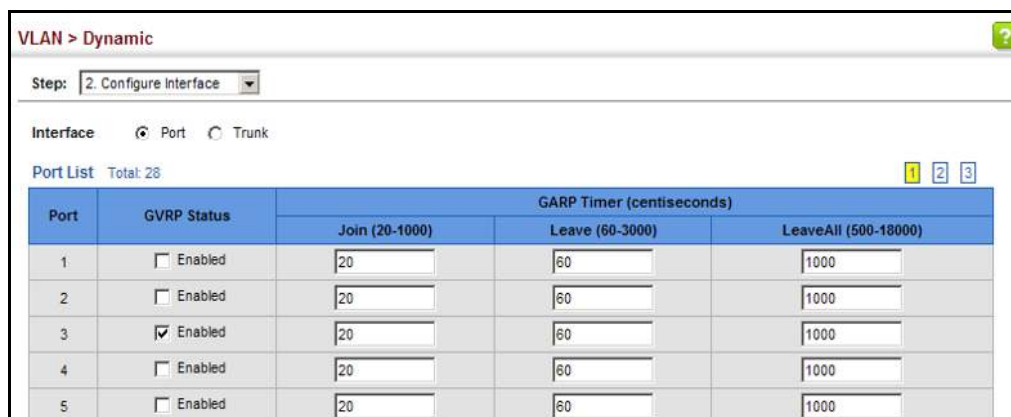 VLAN > Dynamic
?
Step: 2. Configure Interface
Interface Port Trunk
Port List Total: 28 1 2 3
Port GVRP Status GARP Timer (centiseconds)
Join (20-1000) Leave (60-3000) LeaveAll (500-18000)
1 Enabled 20 60 1000
2 Enabled 20 60 1000
3 Enabled 20 60 1000
4 Enabled 20 60 1000
5 Enabled 20 60 1000